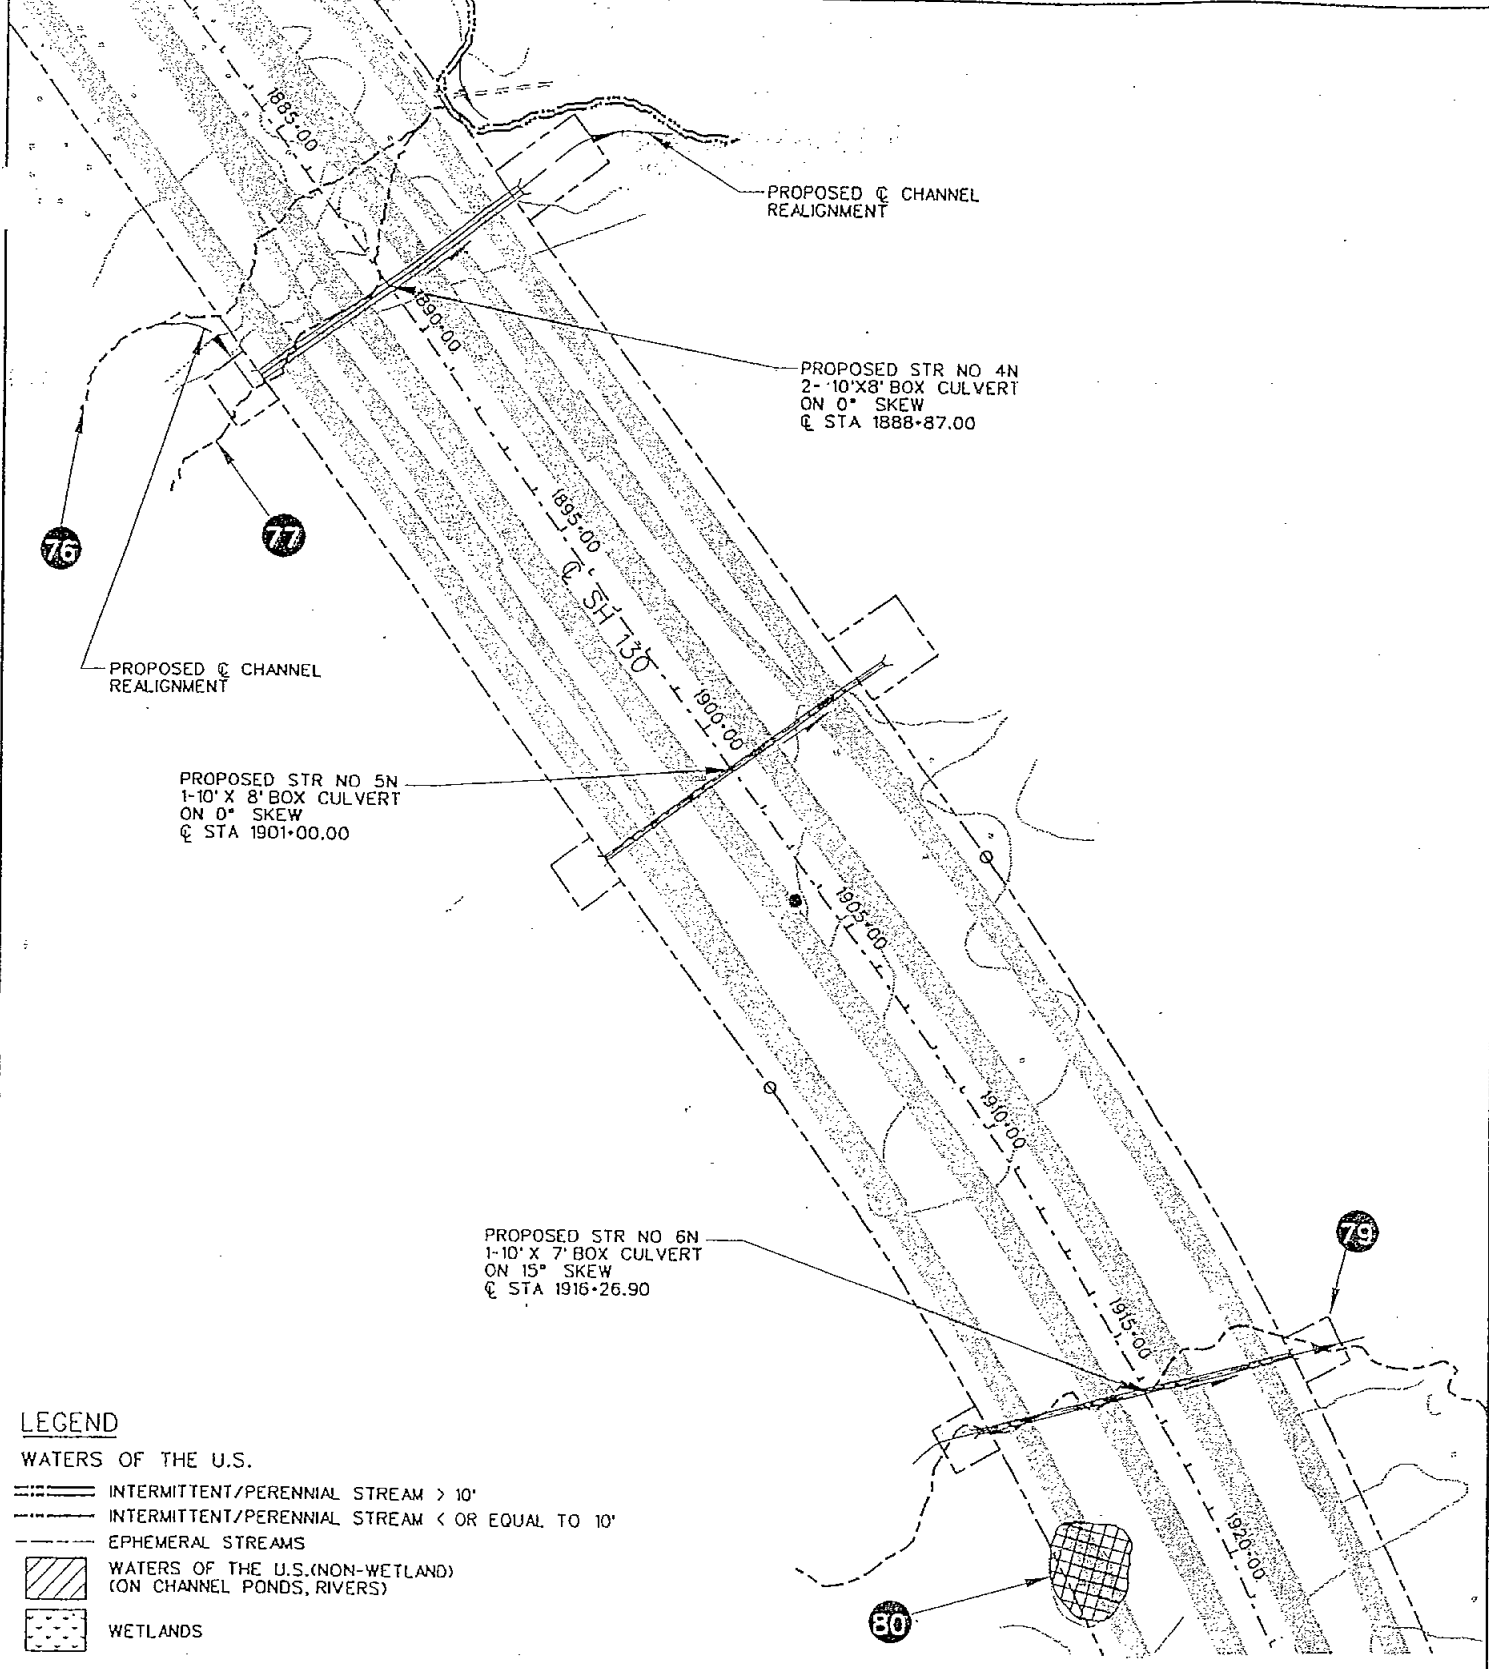 1885+00
PROPOSED ℄ CHANNEL
REALIGNMENT
1890+00
PROPOSED STR NO 4N
2- 10'X8' BOX CULVERT
ON 0° SKEW
℄ STA 1888+87.00
76
77
1895+00
℄ SH 130
PROPOSED ℄ CHANNEL
REALIGNMENT
1900+00
PROPOSED STR NO 5N
1-10' X 8' BOX CULVERT
ON 0° SKEW
℄ STA 1901+00.00
1905+00
1910+00
PROPOSED STR NO 6N
1-10' X 7' BOX CULVERT
ON 15° SKEW
℄ STA 1916+26.90
79
1915+00
1920+00
80
LEGEND
WATERS OF THE U.S.
INTERMITTENT/PERENNIAL STREAM > 10'
INTERMITTENT/PERENNIAL STREAM < OR EQUAL TO 10'
EPHEMERAL STREAMS
WATERS OF THE U.S.(NON-WETLAND)
(ON CHANNEL PONDS, RIVERS)
WETLANDS